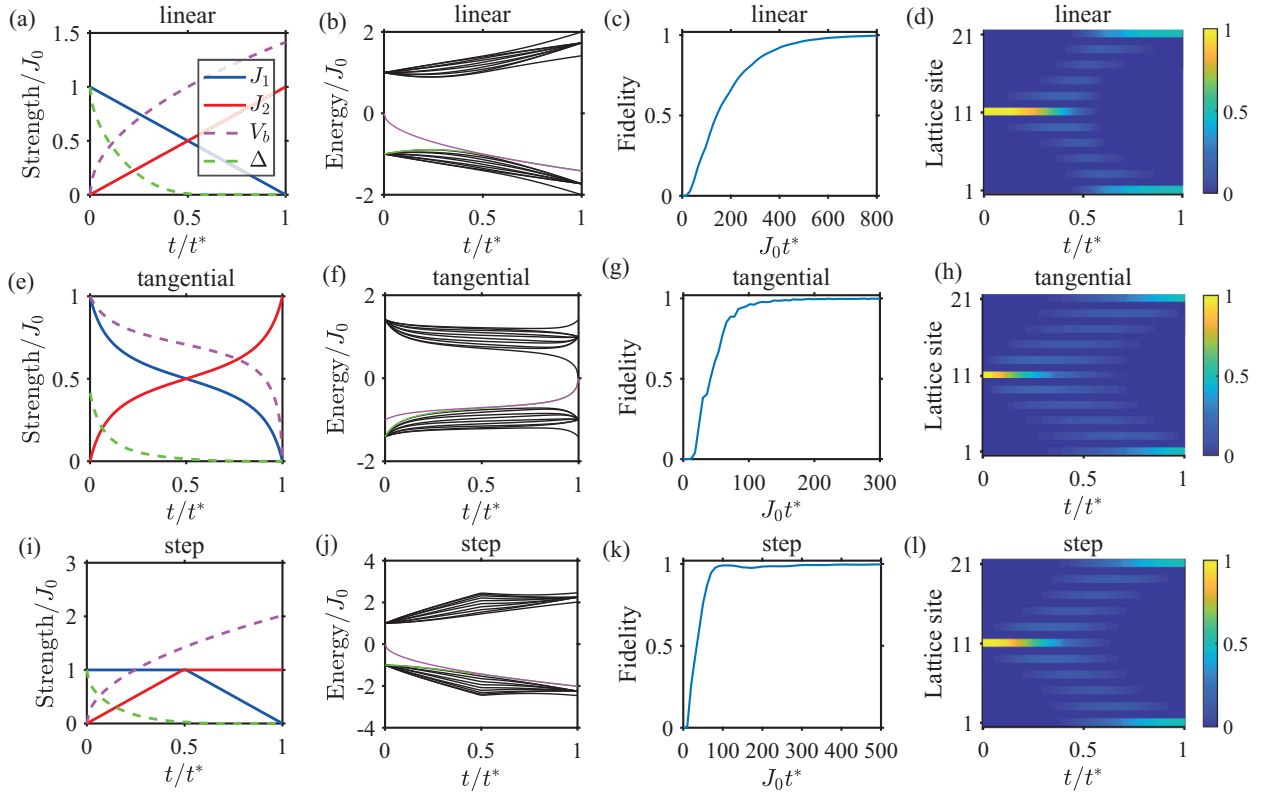 (a) linear
Strength/J₀
1.5
1
0.5
0
J₁
J₂
V_b
Δ
0 0.5 1
t/t*
(b) linear
Energy/J₀
2
0
-2
0 0.5 1
t/t*
(c) linear
Fidelity
1
0.5
0
0 200 400 600 800
J₀t*
(d) linear
Lattice site
21
11
1
0 0.5 1
t/t*
1
0.5
0
(e) tangential
Strength/J₀
1
0.5
0
0 0.5 1
t/t*
(f) tangential
Energy/J₀
2
0
-2
0 0.5 1
t/t*
(g) tangential
Fidelity
1
0.5
0
0 100 200 300
J₀t*
(h) tangential
Lattice site
21
11
1
0 0.5 1
t/t*
1
0.5
0
(i) step
Strength/J₀
3
2
1
0
0 0.5 1
t/t*
(j) step
Energy/J₀
4
2
0
-2
-4
0 0.5 1
t/t*
(k) step
Fidelity
1
0.5
0
0 100 200 300 400 500
J₀t*
(l) step
Lattice site
21
11
1
0 0.5 1
t/t*
1
0.5
0